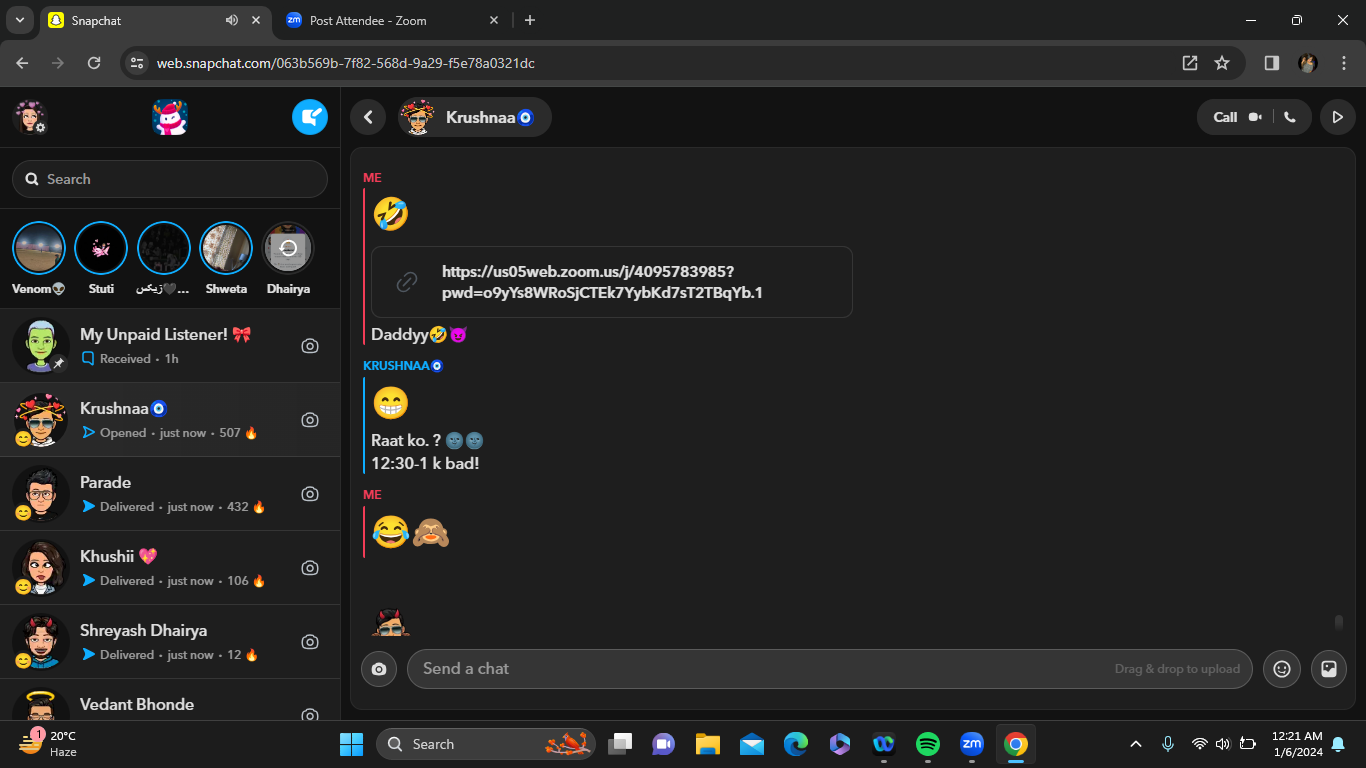 Snapchat
Post Attendee - Zoom
web.snapchat.com/063b569b-7f82-568d-9a29-f5e78a0321dc
Search
Venom👽
Stuti
زيكس🖤...
Shweta
Dhairya
My Unpaid Listener! 🎀
Received · 1h
Krushnaa🧿
Opened · just now · 507 🔥
Parade
Delivered · just now · 432 🔥
Khushii 💖
Delivered · just now · 106 🔥
Shreyash Dhairya
Delivered · just now · 12 🔥
Vedant Bhonde
Krushnaa🧿
Call
ME
🤣
https://us05web.zoom.us/j/4095783985?
pwd=o9yYs8WRoSjCTEk7YybKd7sT2TBqYb.1
Daddyy🤣😈
KRUSHNAA🧿
😁
Raat ko. ? 🌚🌚
12:30-1 k bad!
ME
😂🙈
Send a chat
Drag & drop to upload
1
20°C
Haze
Search
zm
12:21 AM
1/6/2024